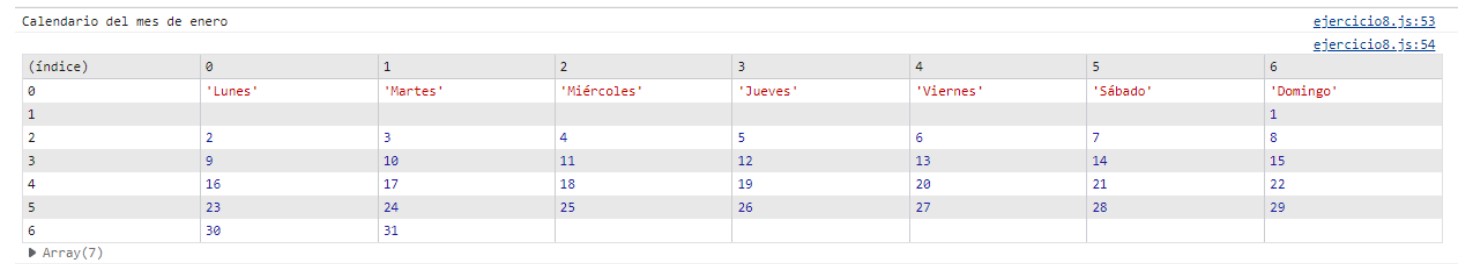 Calendario del mes de enero ejercicio8.js:53
ejercicio8.js:54
(índice) 0 1 2 3 4 5 6
0 'Lunes' 'Martes' 'Miércoles' 'Jueves' 'Viernes' 'Sábado' 'Domingo'
1 1
2 2 3 4 5 6 7 8
3 9 10 11 12 13 14 15
4 16 17 18 19 20 21 22
5 23 24 25 26 27 28 29
6 30 31
▶ Array(7)